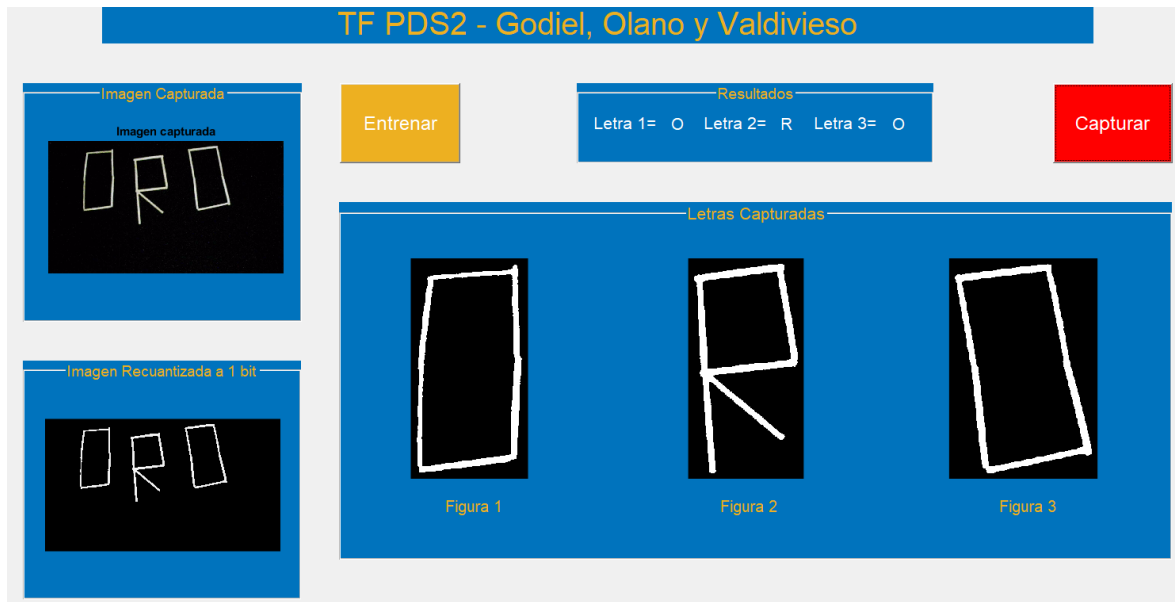 TF PDS2 - Godiel, Olano y Valdivieso
Imagen Capturada
Imagen capturada
ORO
Entrenar
Resultados
Letra 1= O Letra 2= R Letra 3= O
Capturar
Letras Capturadas
O R O
Figura 1 Figura 2 Figura 3
Imagen Recuantizada a 1 bit
ORO